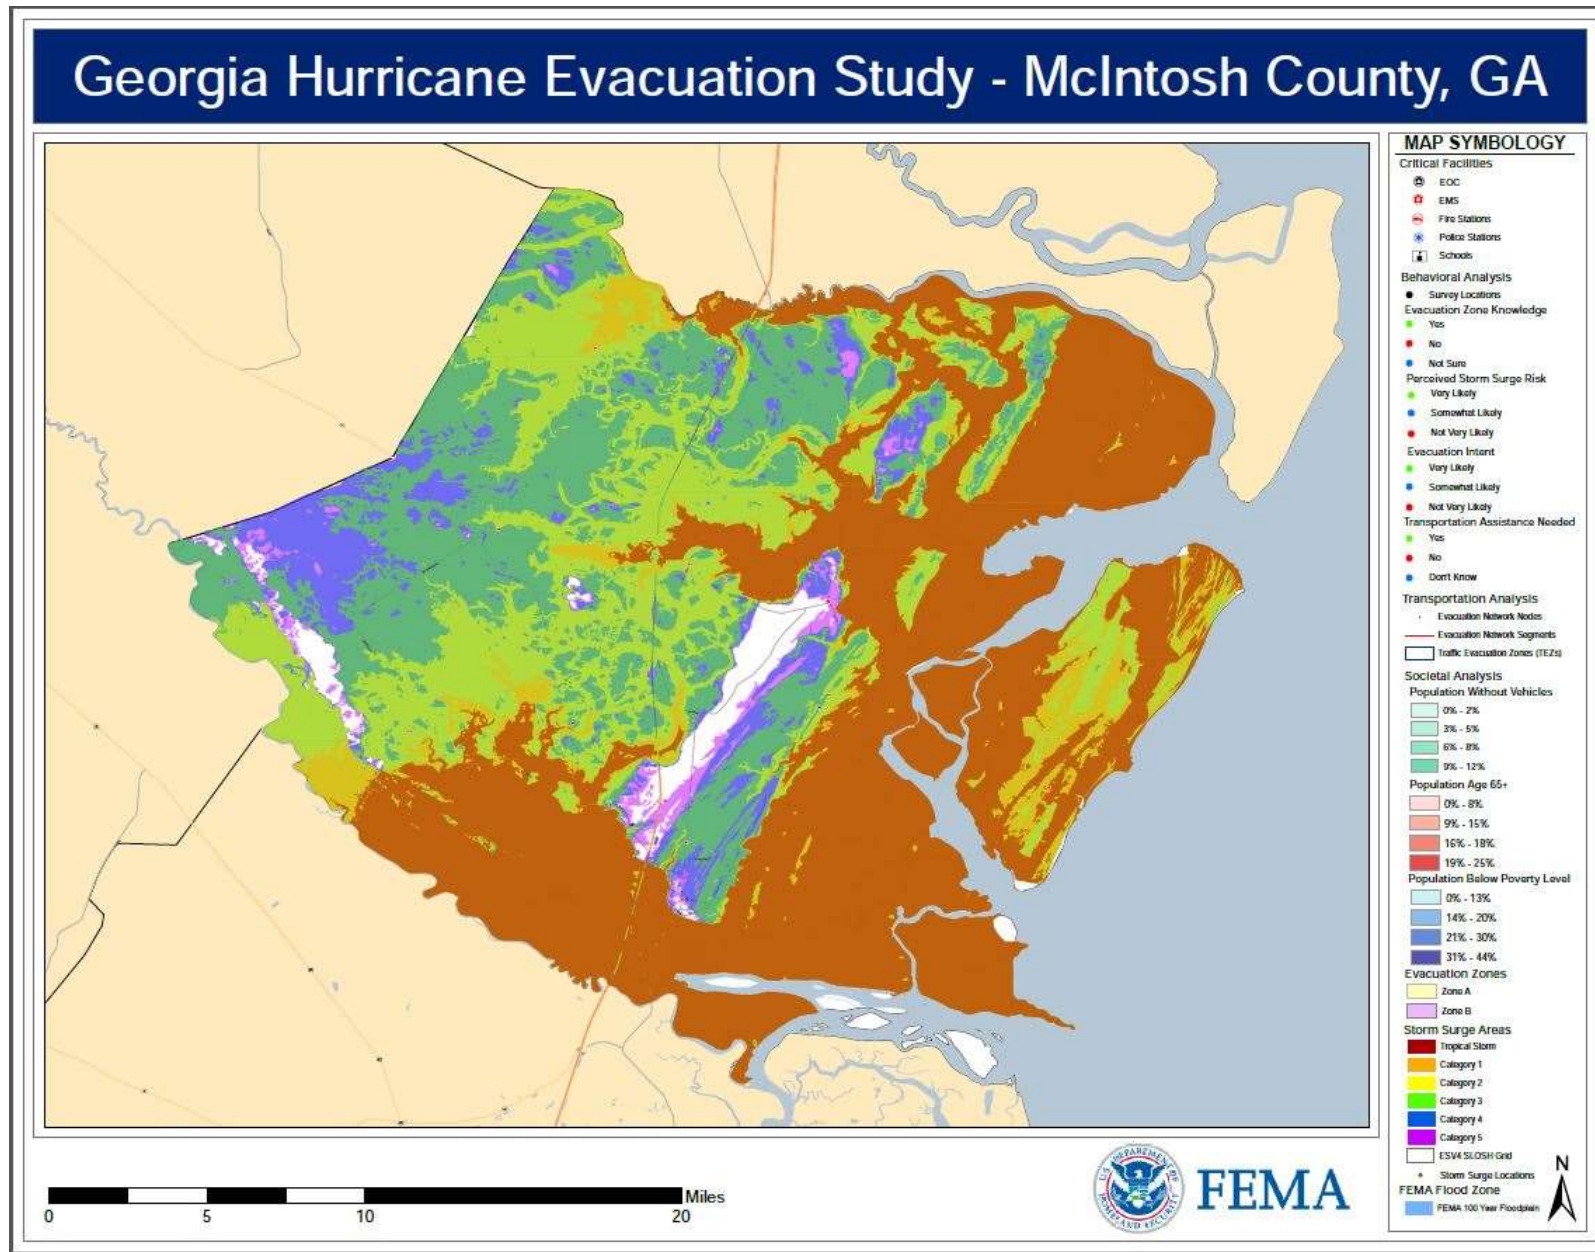 Georgia Hurricane Evacuation Study - McIntosh County, GA
MAP SYMBOLOGY
Critical Facilities
EOC
EMS
Fire Stations
Police Stations
Schools
Behavioral Analysis
Survey Locations
Evacuation Zone Knowledge
Yes
No
Not Sure
Perceived Storm Surge Risk
Very Likely
Somewhat Likely
Not Very Likely
Evacuation Intent
Very Likely
Somewhat Likely
Not Very Likely
Transportation Assistance Needed
Yes
No
Don't Know
Transportation Analysis
Evacuation Network Nodes
Evacuation Network Segments
Traffic Evacuation Zones (TEZs)
Societal Analysis
Population Without Vehicles
0% - 2%
3% - 5%
6% - 8%
9% - 12%
Population Age 65+
0% - 8%
9% - 15%
16% - 18%
19% - 25%
Population Below Poverty Level
0% - 13%
14% - 20%
21% - 30%
31% - 44%
Evacuation Zones
Zone A
Zone B
Storm Surge Areas
Tropical Storm
Category 1
Category 2
Category 3
Category 4
Category 5
ESV4 SLOSH Grid
Storm Surge Locations
FEMA Flood Zone
FEMA 100 Year Floodplain
N
Miles
0 5 10 20
U.S. DEPARTMENT OF
HOMELAND SECURITY
FEMA